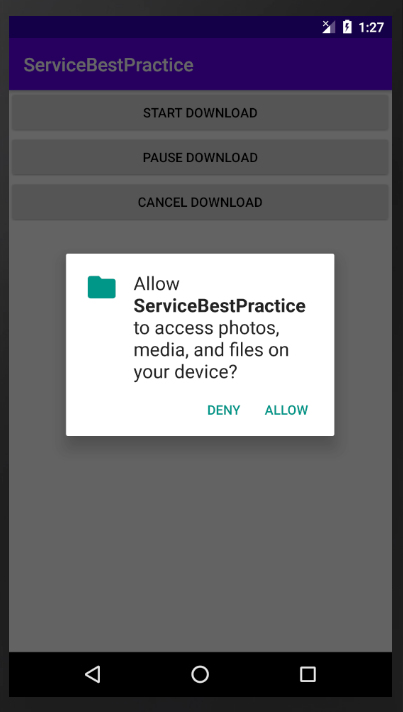 1:27
ServiceBestPractice
START DOWNLOAD
PAUSE DOWNLOAD
CANCEL DOWNLOAD
Allow
ServiceBestPractice
to access photos,
media, and files on
your device?
DENY ALLOW